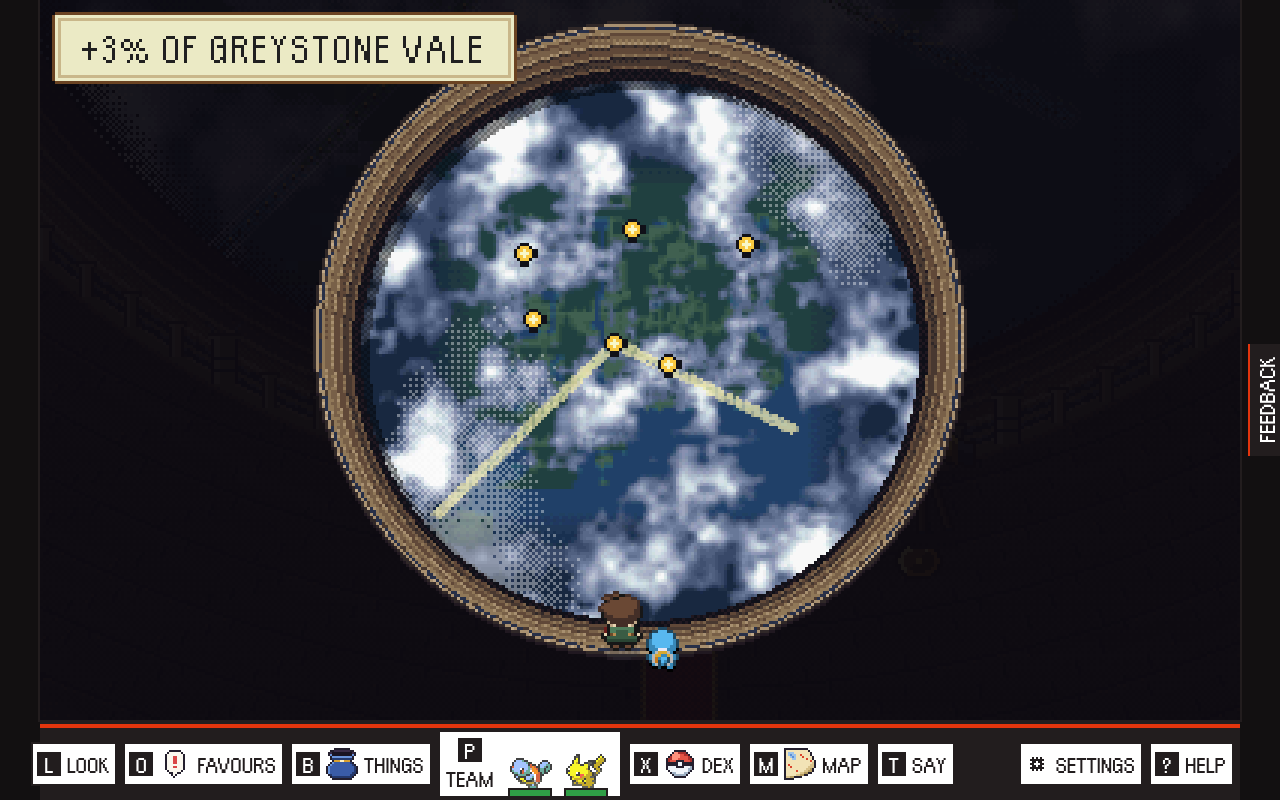 +3% OF GREYSTONE VALE
FEEDBACK
L LOOK
O FAVOURS
B THINGS
P TEAM
X DEX
M MAP
T SAY
SETTINGS
? HELP